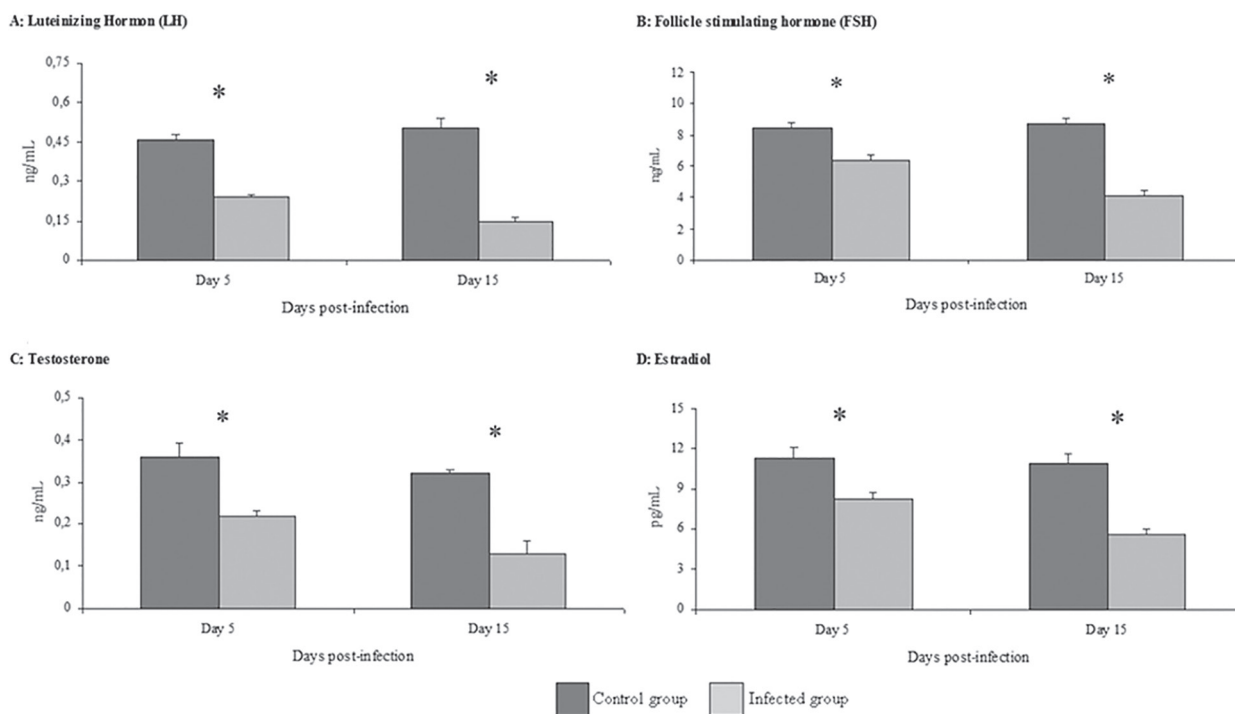 A: Luteinizing Hormon (LH)
0,75
0,6
0,45
0,3
0,15
0
ng/mL
*
*
Day 5
Day 15
Days post-infection
B: Follicle stimulating hormone (FSH)
12
10
8
6
4
2
0
ng/mL
*
*
Day 5
Day 15
Days post-infection
C: Testosterone
0,5
0,4
0,3
0,2
0,1
0
ng/mL
*
*
Day 5
Day 15
Days post-infection
D: Estradiol
15
12
9
6
3
0
pg/mL
*
*
Day 5
Day 15
Days post-infection
Control group
Infected group